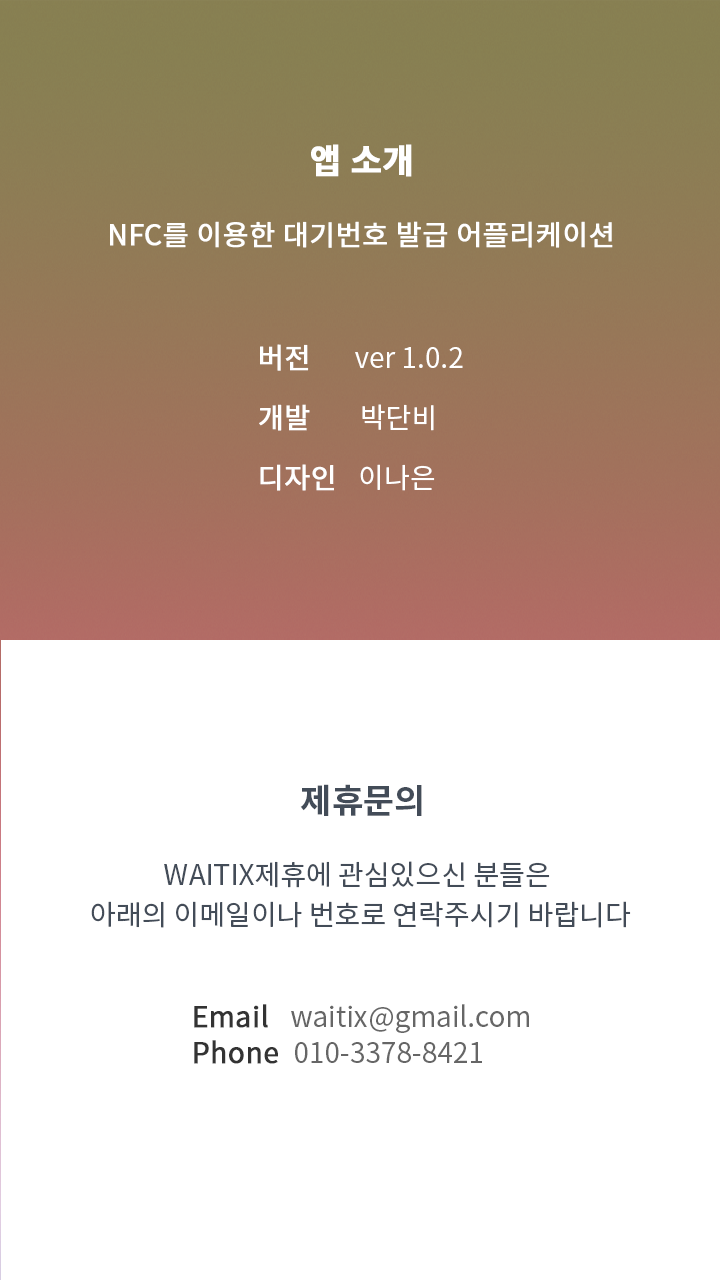 앱 소개
NFC를 이용한 대기번호 발급 어플리케이션
버전 ver 1.0.2
개발 박단비
디자인 이나은
제휴문의
WAITIX제휴에 관심있으신 분들은
아래의 이메일이나 번호로 연락주시기 바랍니다
Email waitix@gmail.com
Phone 010-3378-8421